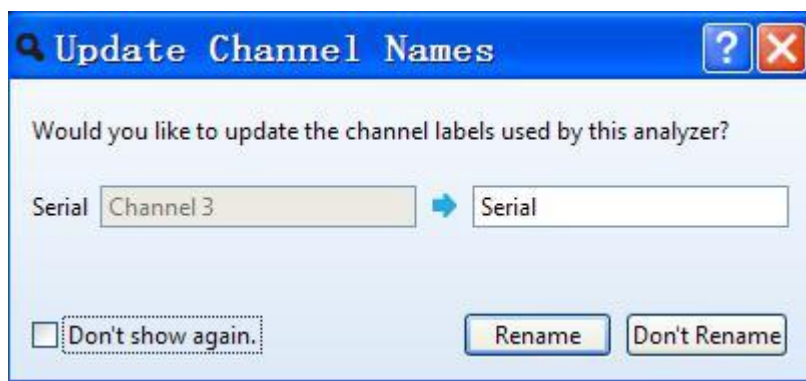 Update Channel Names
Would you like to update the channel labels used by this analyzer?
Serial Channel 3 Serial
Don't show again. Rename Don't Rename